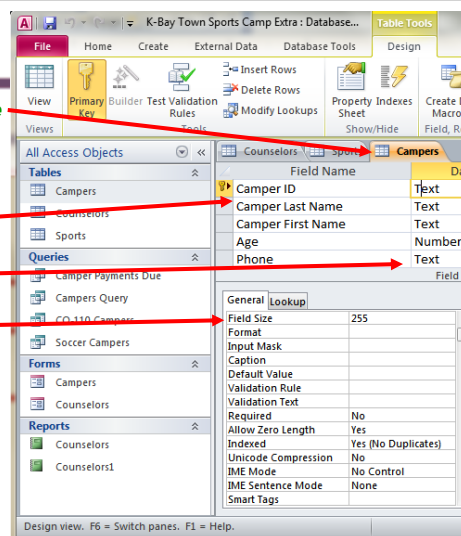 A K-Bay Town Sports Camp Extra : Database... Table Tools
File Home Create External Data Database Tools Design
View
Primary Key
Builder
Test Validation Rules
Insert Rows
Delete Rows
Modify Lookups
Property Sheet
Indexes
Create
Macro
Views Tools Show/Hide Field, R
All Access Objects
Tables
Campers
Counselors
Sports
Queries
Camper Payments Due
Campers Query
CO 110 Campers
Soccer Campers
Forms
Campers
Counselors
Reports
Counselors
Counselors1
Counselors Sports Campers
Field Name Da
Camper ID Text
Camper Last Name Text
Camper First Name Text
Age Number
Phone Text
Field
General Lookup
Field Size 255
Format
Input Mask
Caption
Default Value
Validation Rule
Validation Text
Required No
Allow Zero Length Yes
Indexed Yes (No Duplicates)
Unicode Compression No
IME Mode No Control
IME Sentence Mode None
Smart Tags
Design view. F6 = Switch panes. F1 = Help.